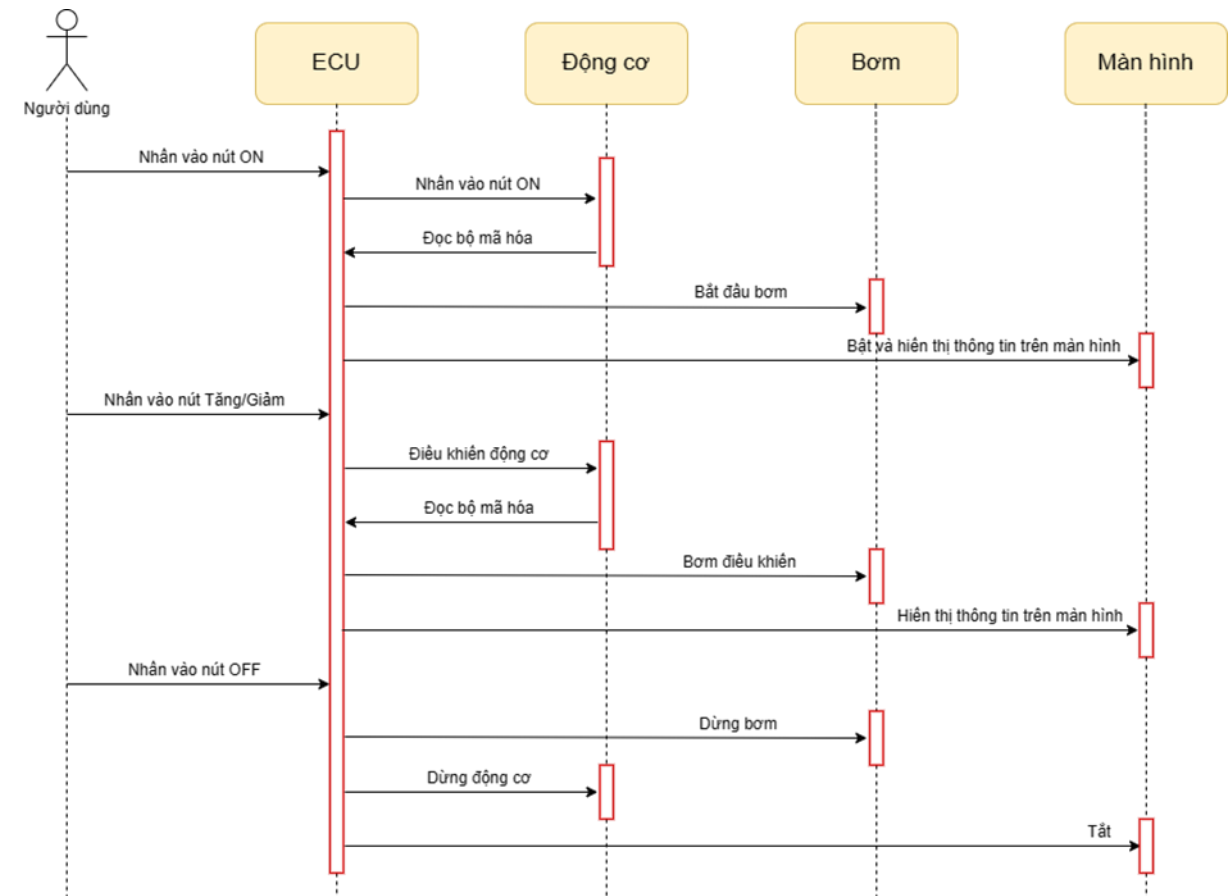 Người dùng
ECU
Động cơ
Bơm
Màn hình
Nhấn vào nút ON
Nhấn vào nút ON
Đọc bộ mã hóa
Bắt đầu bơm
Bật và hiển thị thông tin trên màn hình
Nhấn vào nút Tăng/Giảm
Điều khiển động cơ
Đọc bộ mã hóa
Bơm điều khiển
Hiển thị thông tin trên màn hình
Nhấn vào nút OFF
Dừng bơm
Dừng động cơ
Tắt